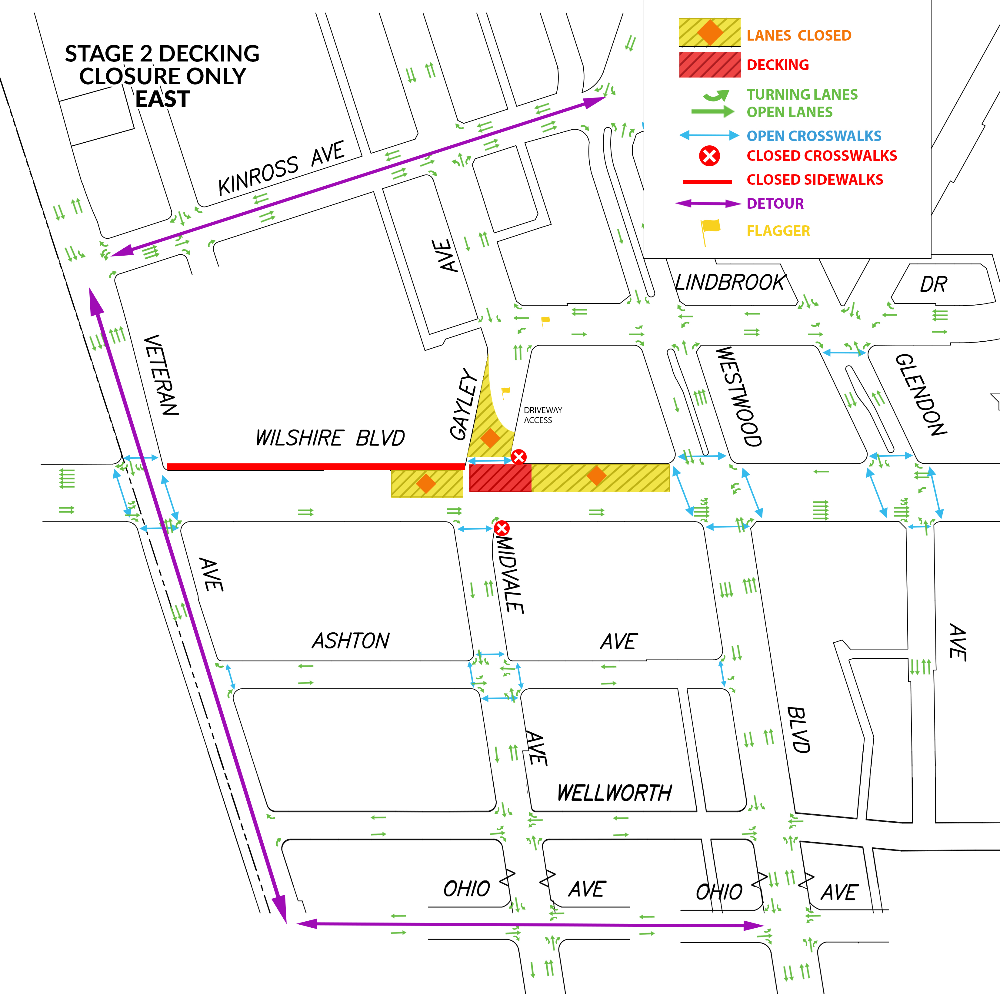 STAGE 2 DECKING
CLOSURE ONLY
EAST
LANES CLOSED
DECKING
TURNING LANES
OPEN LANES
OPEN CROSSWALKS
CLOSED CROSSWALKS
CLOSED SIDEWALKS
DETOUR
FLAGGER
KINROSS AVE
AVE
LINDBROOK
DR
VETERAN
GAYLEY
WESTWOOD
GLENDON
DRIVEWAY
ACCESS
WILSHIRE BLVD
AVE
MIDVALE
ASHTON
AVE
AVE
BLVD
AVE
WELLWORTH
OHIO
AVE
OHIO
AVE